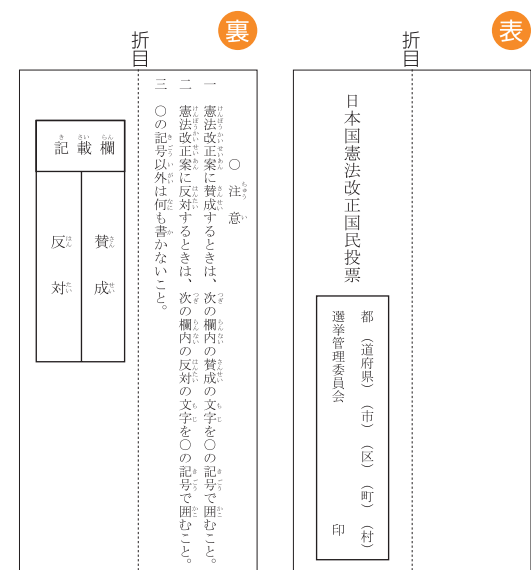 表
折目
日本国憲法改正国民投票
都（道府県）（市）（区）（町）（村）
選挙管理委員会　印
裏
折目
〇注意
一　憲法改正案に賛成するときは、次の欄内の賛成の文字を〇の記号で囲むこと。
二　憲法改正案に反対するときは、次の欄内の反対の文字を〇の記号で囲むこと。
三　〇の記号以外は何も書かないこと。
記載欄
賛成
反対